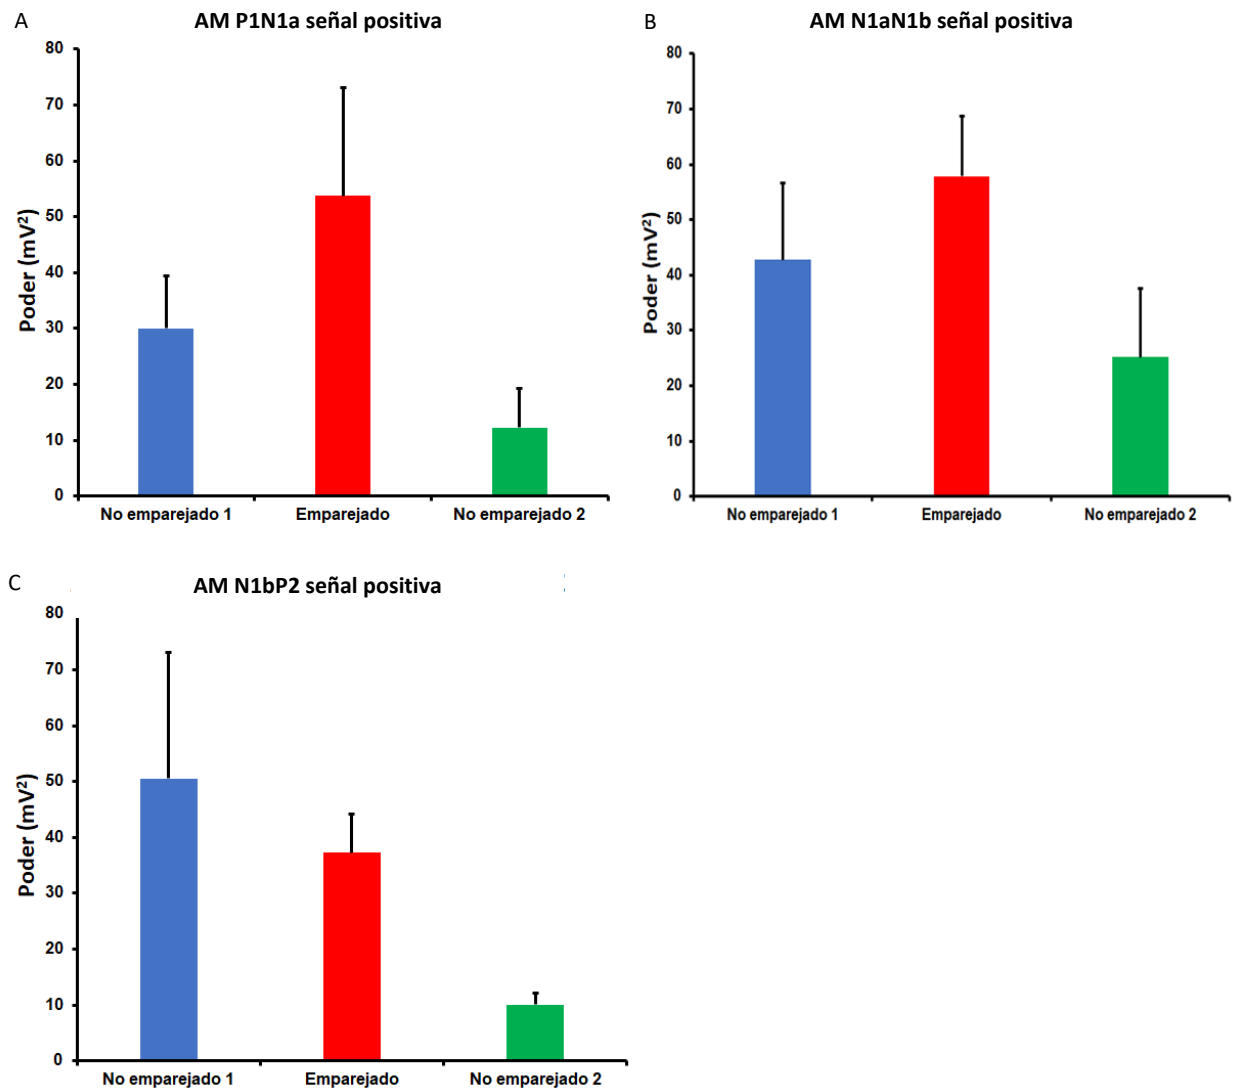 A
AM P1N1a señal positiva
80
70
60
50
40
30
20
10
0
Poder (mV²)
No emparejado 1 Emparejado No emparejado 2
B
AM N1aN1b señal positiva
80
70
60
50
40
30
20
10
0
Poder (mV²)
No emparejado 1 Emparejado No emparejado 2
C
AM N1bP2 señal positiva
80
70
60
50
40
30
20
10
0
Poder (mV²)
No emparejado 1 Emparejado No emparejado 2